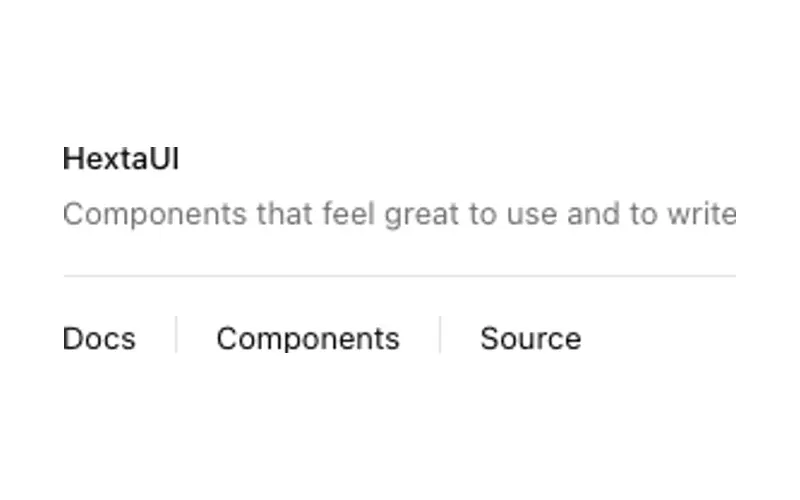 HextaUI
Components that feel great to use and to write
Docs
Components
Source